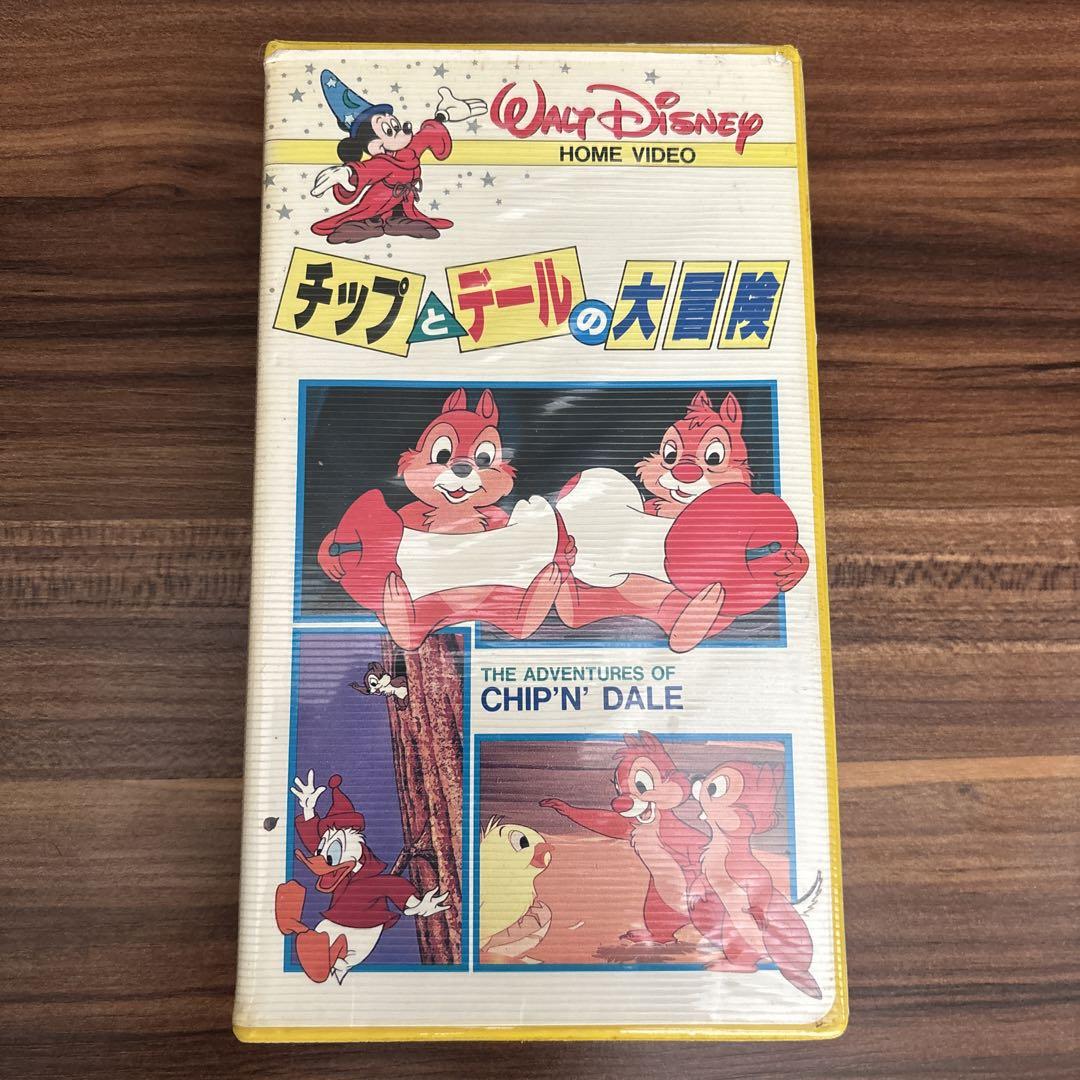 WALT DISNEY
HOME VIDEO
チップとデールの大冒険
THE ADVENTURES OF
CHIP'N' DALE